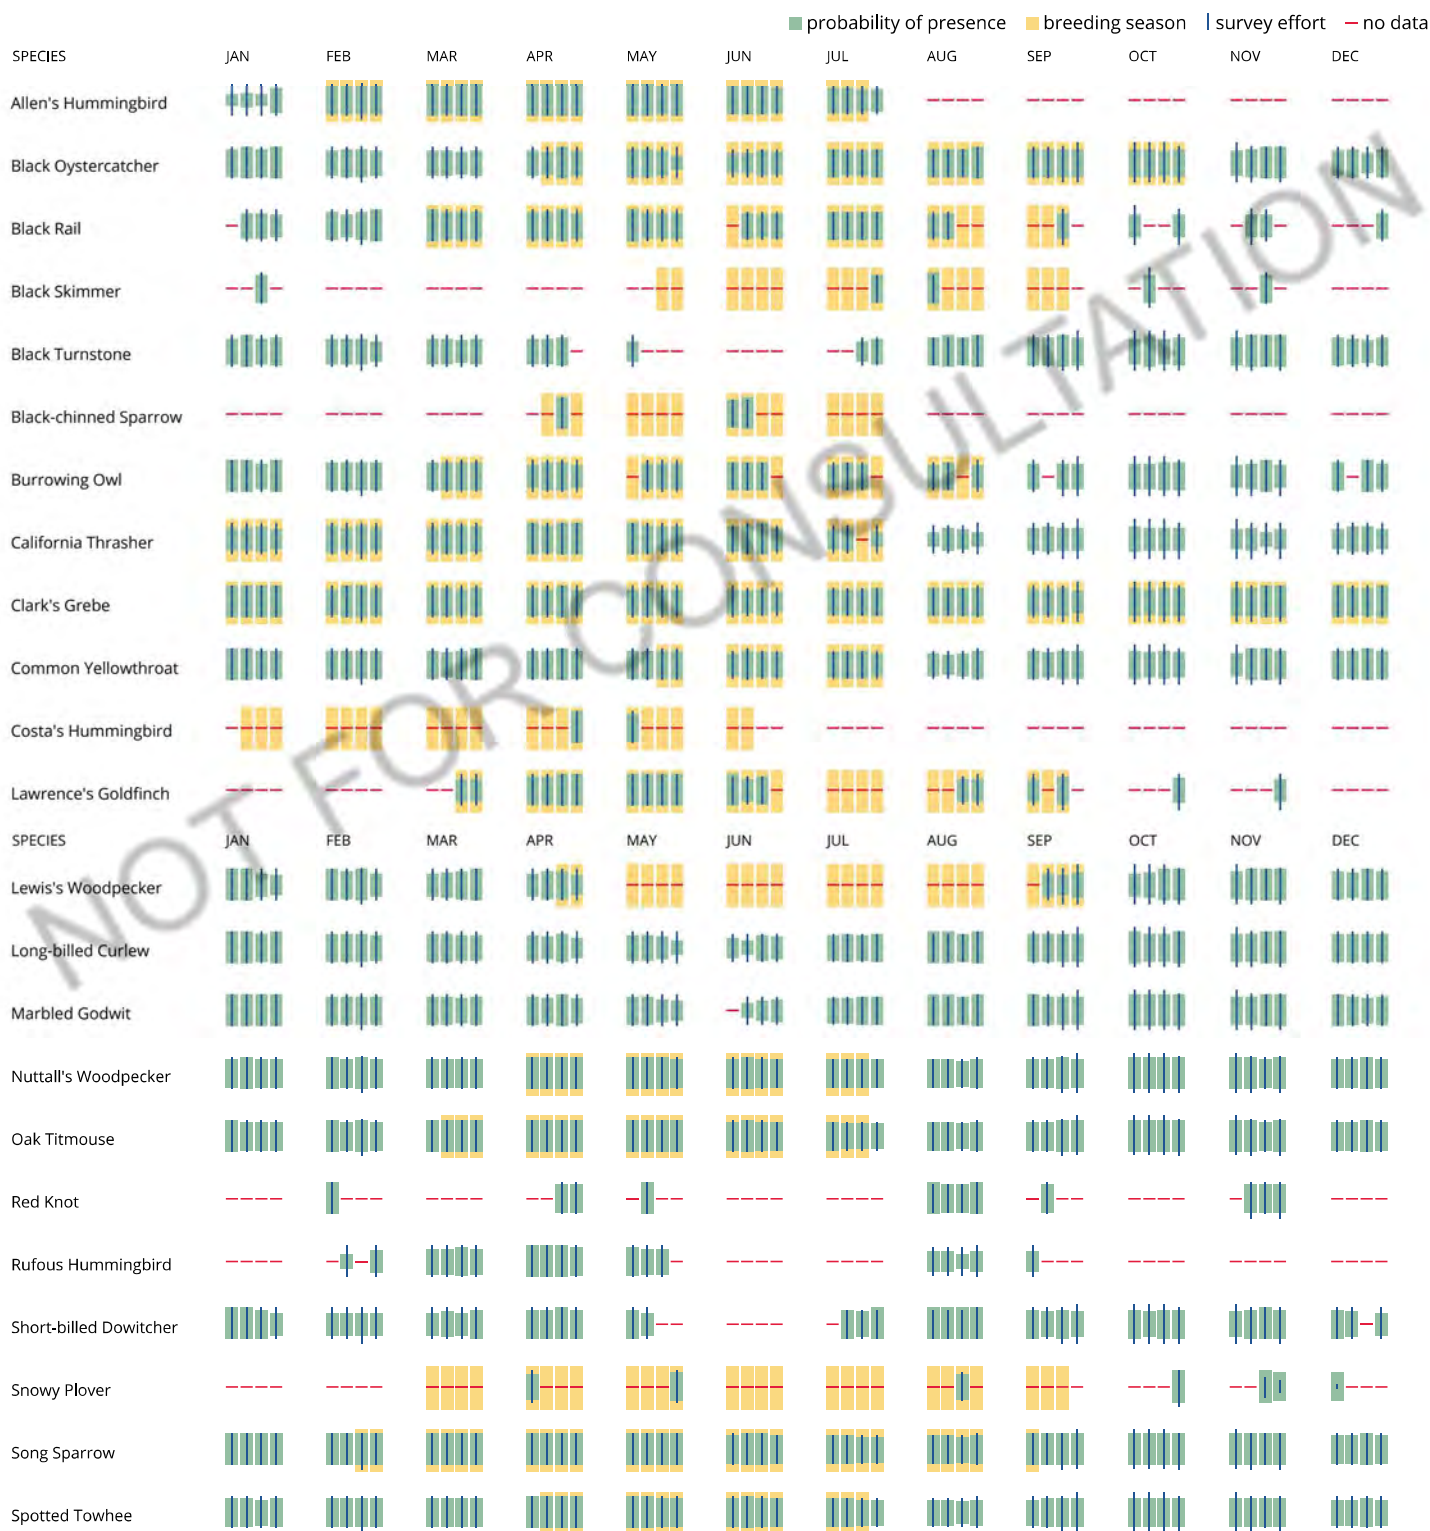 probability of presence breeding season survey effort no data
SPECIES JAN FEB MAR APR MAY JUN JUL AUG SEP OCT NOV DEC
Allen's Hummingbird
Black Oystercatcher
Black Rail
Black Skimmer
Black Turnstone
Black-chinned Sparrow
Burrowing Owl
California Thrasher
Clark's Grebe
Common Yellowthroat
Costa's Hummingbird
Lawrence's Goldfinch
SPECIES JAN FEB MAR APR MAY JUN JUL AUG SEP OCT NOV DEC
Lewis's Woodpecker
Long-billed Curlew
Marbled Godwit
Nuttall's Woodpecker
Oak Titmouse
Red Knot
Rufous Hummingbird
Short-billed Dowitcher
Snowy Plover
Song Sparrow
Spotted Towhee
NOT FOR CONSULTATION